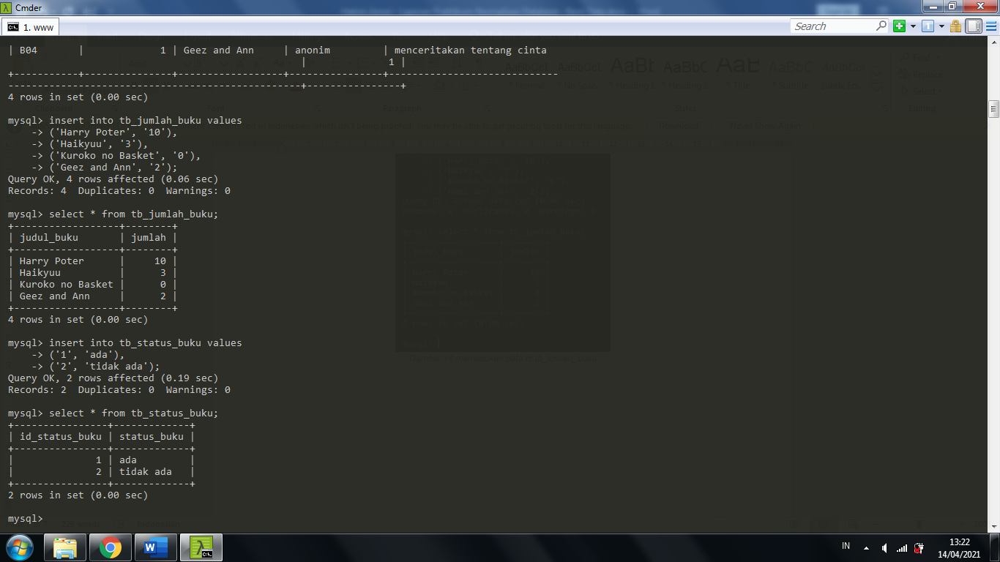 Cmder
1. www
Search
| B04       |             1 | Geez and Ann     | anonim         | menceritakan tentang cinta
                                                  |              1 |
+-----------+---------------+------------------+----------------+-----------------------------
--------------------------------------------------+----------------+
4 rows in set (0.00 sec)
mysql> insert into tb_jumlah_buku values
    -> ('Harry Poter', '10'),
    -> ('Haikyuu', '3'),
    -> ('Kuroko no Basket', '0'),
    -> ('Geez and Ann', '2');
Query OK, 4 rows affected (0.06 sec)
Records: 4  Duplicates: 0  Warnings: 0
mysql> select * from tb_jumlah_buku;
+------------------+--------+
| judul_buku       | jumlah |
+------------------+--------+
| Harry Poter      |     10 |
| Haikyuu          |      3 |
| Kuroko no Basket |      0 |
| Geez and Ann     |      2 |
+------------------+--------+
4 rows in set (0.00 sec)
mysql> insert into tb_status_buku values
    -> ('1', 'ada'),
    -> ('2', 'tidak ada');
Query OK, 2 rows affected (0.19 sec)
Records: 2  Duplicates: 0  Warnings: 0
mysql> select * from tb_status_buku;
+----------------+-------------+
| id_status_buku | status_buku |
+----------------+-------------+
|              1 | ada         |
|              2 | tidak ada   |
+----------------+-------------+
2 rows in set (0.00 sec)
mysql>
IN
13:22
14/04/2021